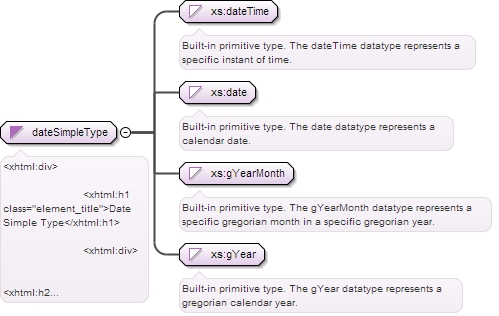 xs:dateTime
Built-in primitive type. The dateTime datatype represents a
specific instant of time.
xs:date
Built-in primitive type. The date datatype represents a
calendar date.
dateSimpleType
<xhtml:div>
<xhtml:h1
class="element_title">Date
Simple Type</xhtml:h1>
<xhtml:div>
<xhtml:h2...
xs:gYearMonth
Built-in primitive type. The gYearMonth datatype represents a
specific gregorian month in a specific gregorian year.
xs:gYear
Built-in primitive type. The gYear datatype represents a
gregorian calendar year.